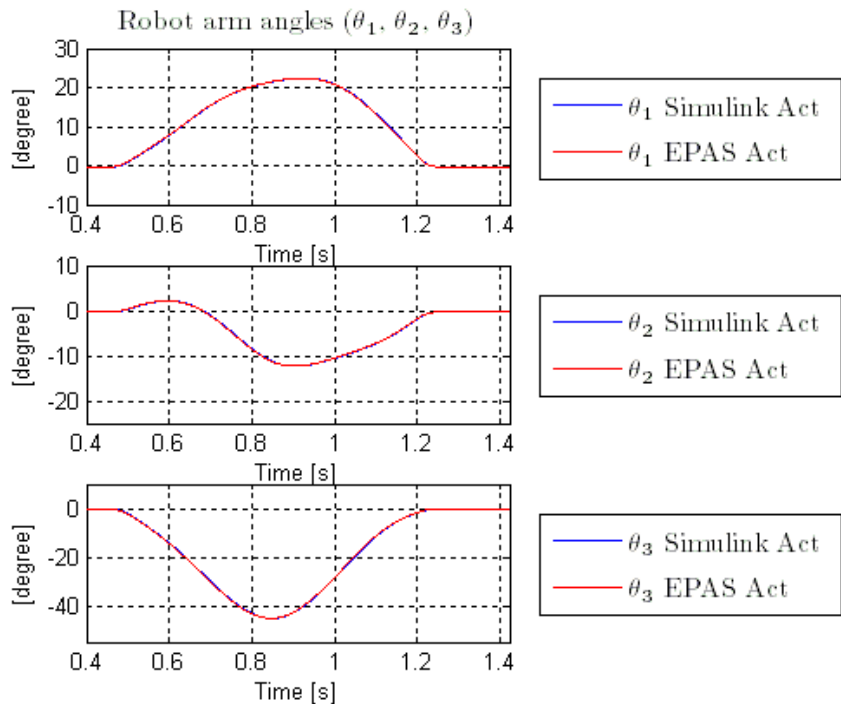 Robot arm angles (θ₁, θ₂, θ₃)
30
20
10
0
-10
[degree]
0.4 0.6 0.8 1 1.2 1.4
Time [s]
θ₁ Simulink Act
θ₁ EPAS Act
10
0
-10
-20
[degree]
0.4 0.6 0.8 1 1.2 1.4
Time [s]
θ₂ Simulink Act
θ₂ EPAS Act
0
-20
-40
[degree]
0.4 0.6 0.8 1 1.2 1.4
Time [s]
θ₃ Simulink Act
θ₃ EPAS Act